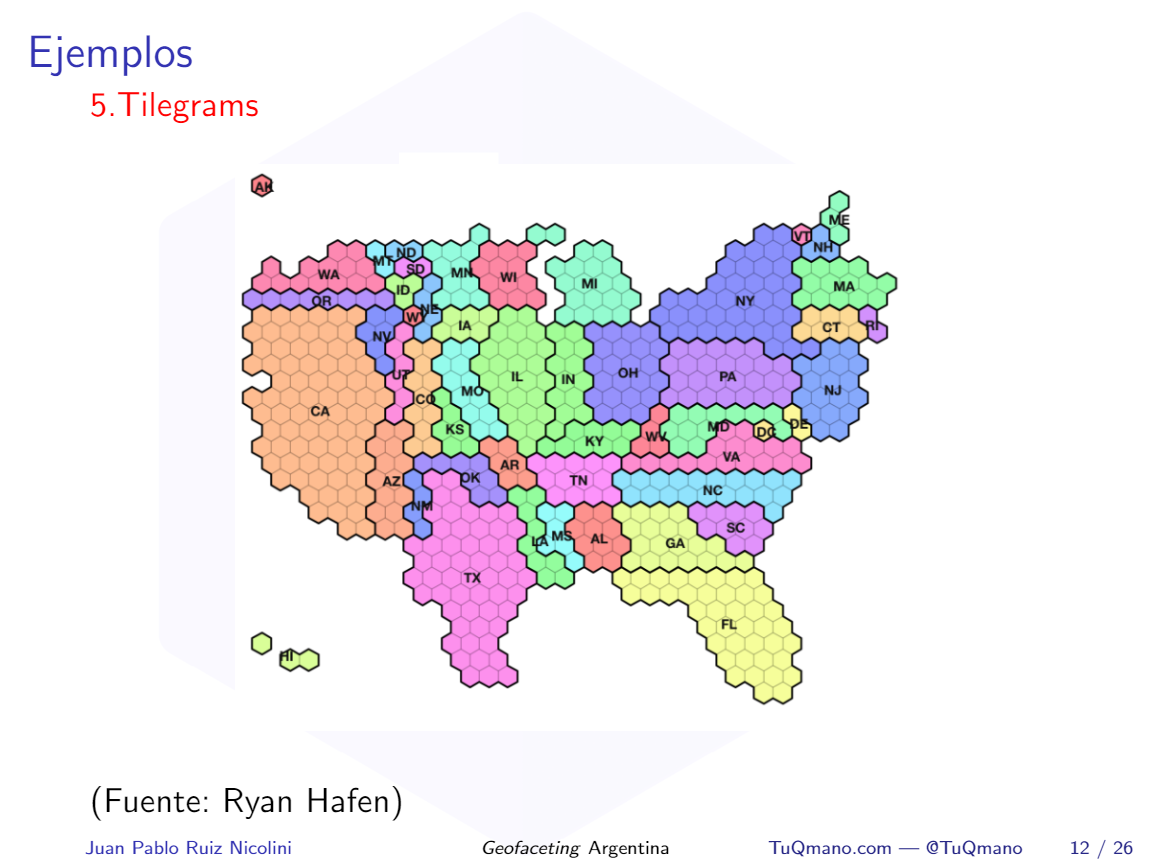 Ejemplos
5.Tilegrams
AK
ME
VT
NH
WA
MT
ND
SD
MN
WI
MI
NY
MA
OR
ID
NE
WY
IA
CT
RI
NV
UT
CO
MO
IL
IN
OH
PA
NJ
CA
KS
KY
WV
MD
DC
DE
VA
AZ
NM
OK
AR
TN
NC
SC
TX
LA
MS
AL
GA
FL
HI
(Fuente: Ryan Hafen)
Juan Pablo Ruiz Nicolini Geofaceting Argentina TuQmano.com — @TuQmano 12 / 26